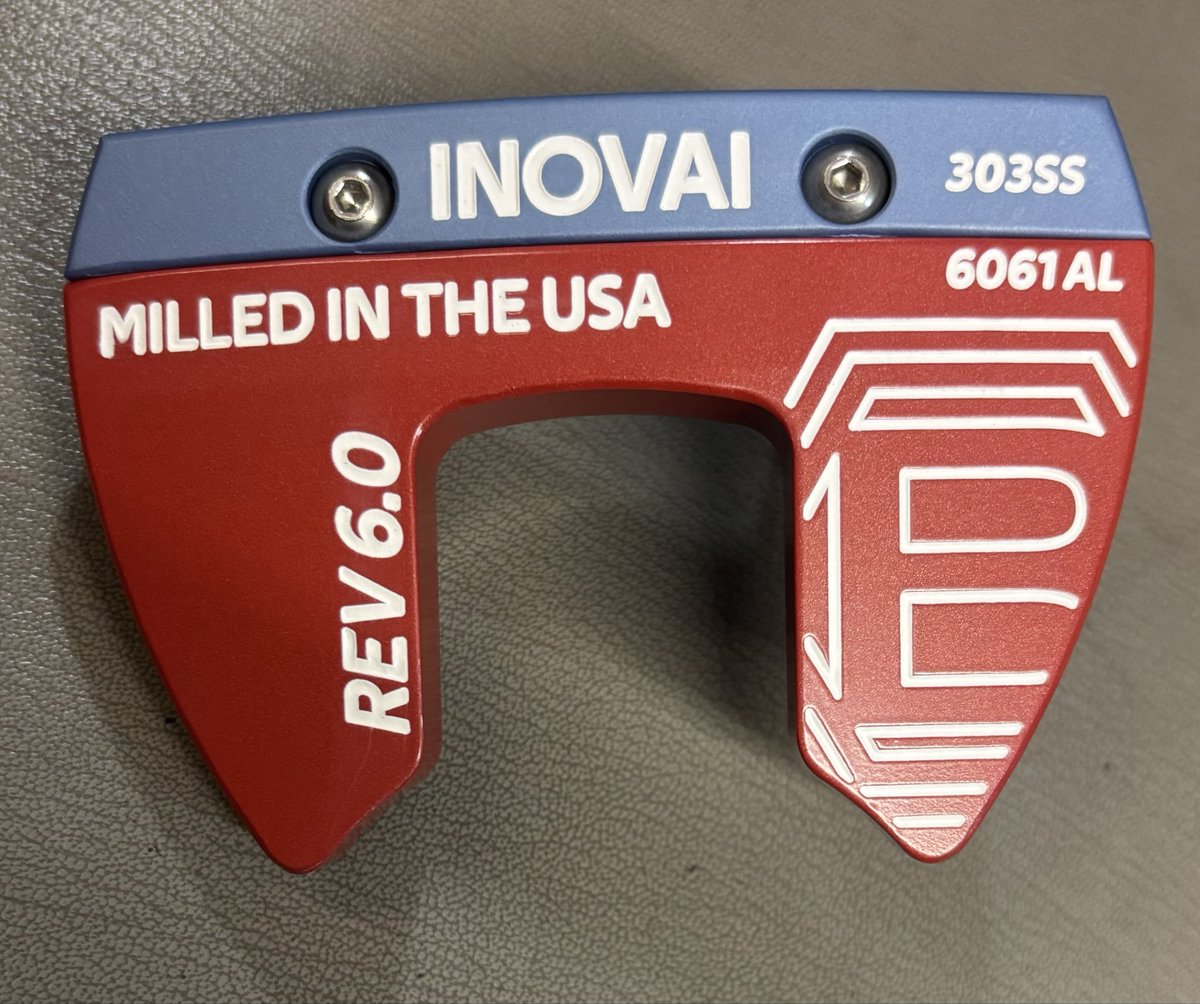 INOVAI
303SS
6061 AL
MILLED IN THE USA
REV 6.0